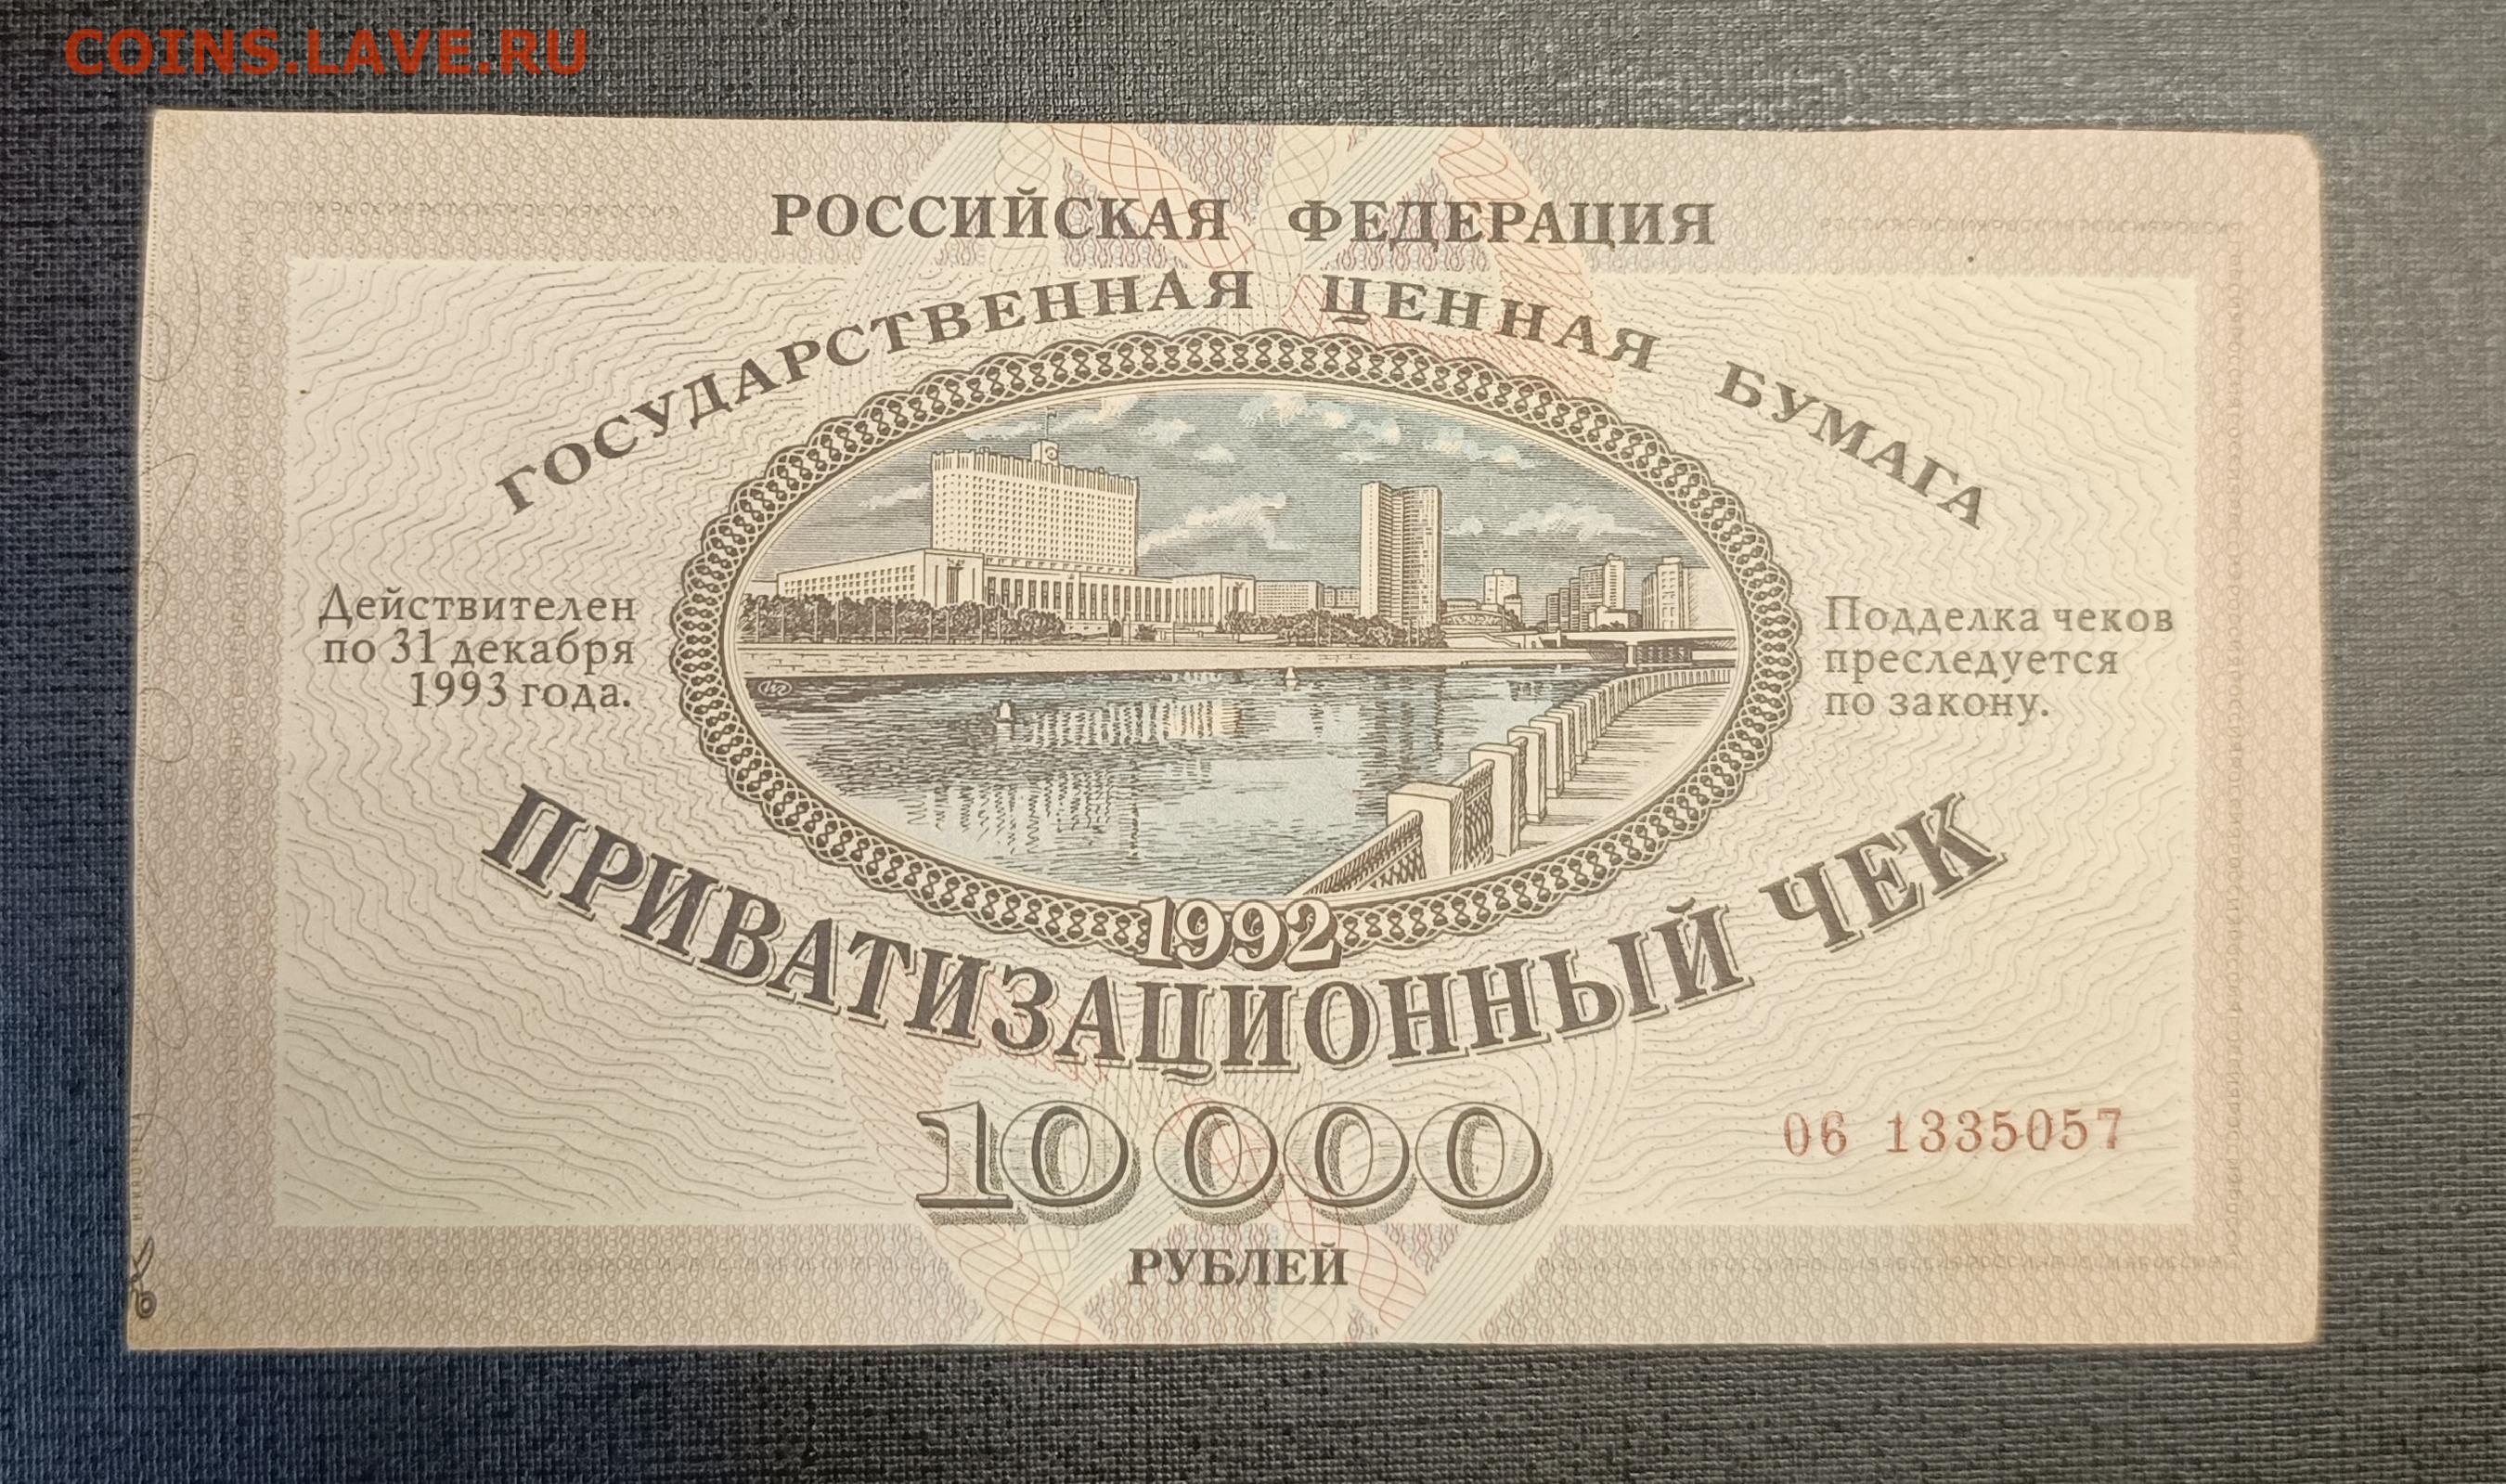 COINS.LAVE.RU
РОССИЙСКАЯ ФЕДЕРАЦИЯ
ГОСУДАРСТВЕННАЯ ЦЕННАЯ БУМАГА
Действителен
по 31 декабря
1993 года.
Подделка чеков
преследуется
по закону.
1992
ПРИВАТИЗАЦИОННЫЙ ЧЕК
10 000
06 1335057
РУБЛЕЙ